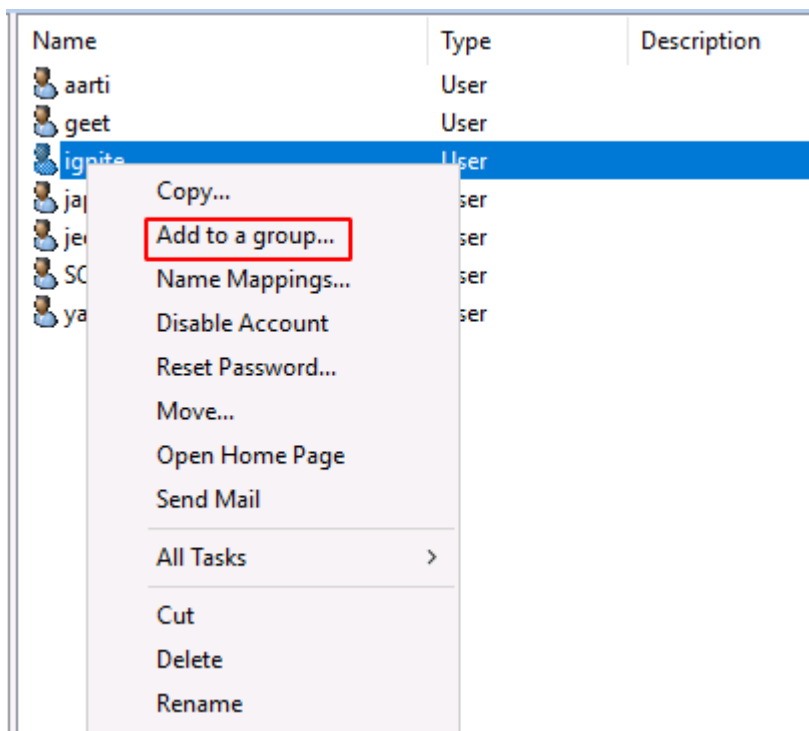 Name Type Description
aarti User
geet User
ignite User
Copy...
Add to a group...
Name Mappings...
Disable Account
Reset Password...
Move...
Open Home Page
Send Mail
All Tasks
Cut
Delete
Rename